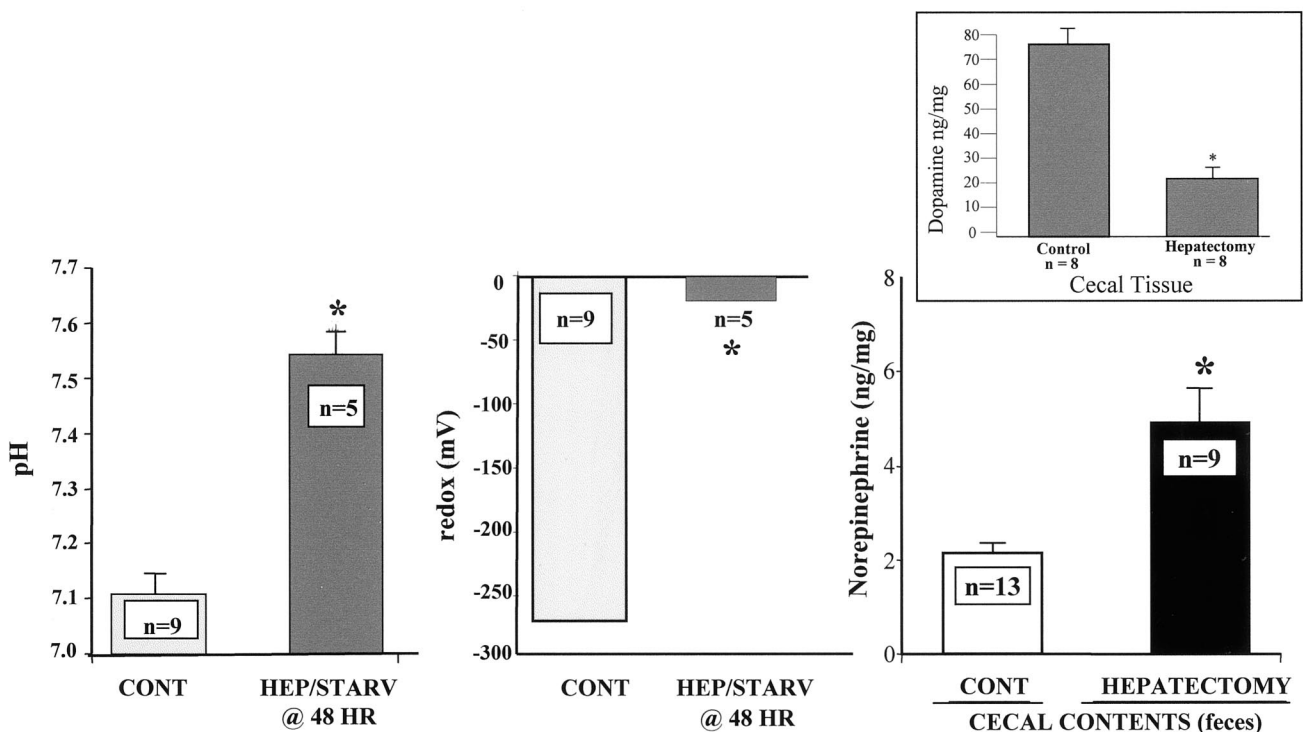 pH
7.7
7.6
7.5
7.4
7.3
7.2
7.1
7.0
*
n=9
n=5
CONT
HEP/STARV
@ 48 HR
redox (mV)
0
-50
-100
-150
-200
-250
-300
n=9
n=5
*
CONT
HEP/STARV
@ 48 HR
Dopamine ng/mg
80
70
60
50
40
30
20
10
0
*
Control
n = 8
Hepatectomy
n = 8
Cecal Tissue
Norepinephrine (ng/mg)
8
6
4
2
0
*
n=13
n=9
CONT
HEPATECTOMY
CECAL CONTENTS (feces)